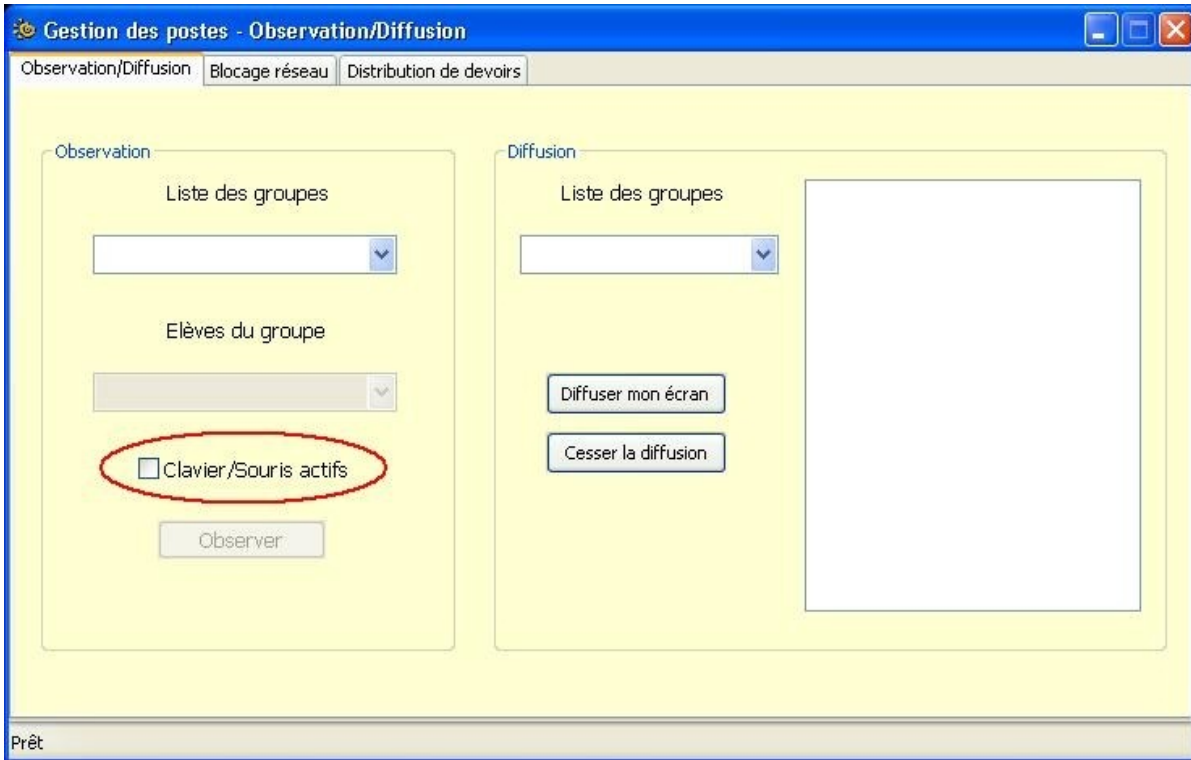 Gestion des postes - Observation/Diffusion
Observation/Diffusion Blocage réseau Distribution de devoirs
Observation
Liste des groupes
Elèves du groupe
Clavier/Souris actifs
Observer
Diffusion
Liste des groupes
Diffuser mon écran
Cesser la diffusion
Prêt